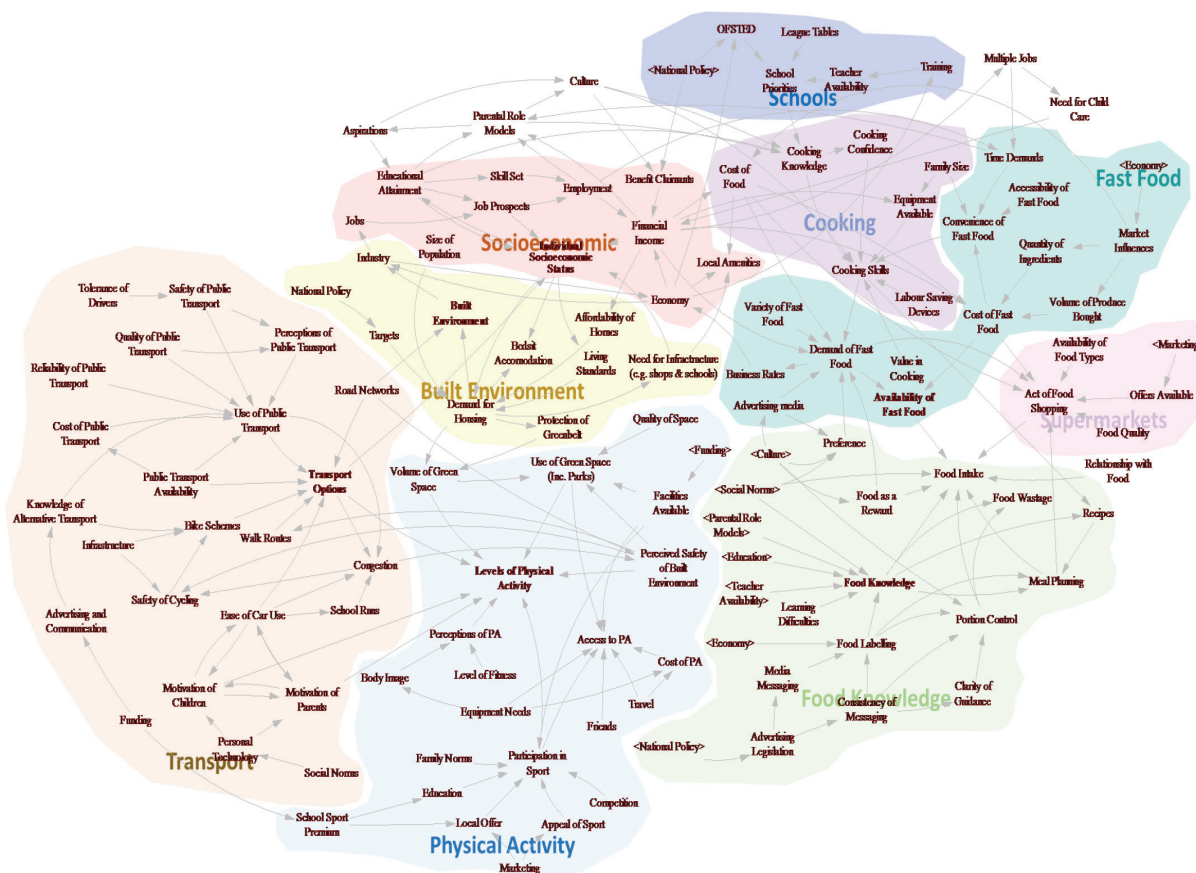 OFSTED
League Tables
<National Policy>
School
Priorities
Teacher
Availability
Training
Schools
Multiple Jobs
Need for Child
Care
Culture
Parental Role
Models
Aspirations
Educational
Attainment
Skill Set
Employment
Benefit Claimants
Job Prospects
Jobs
Size of
Population
Financial
Income
Socioeconomic
Individual
Socioeconomic
Status
Industry
Local Amenities
Economy
Cost of
Food
Cooking
Knowledge
Cooking
Confidence
Family Size
Equipment
Available
Cooking
Cooking Skills
Labour Saving
Devices
Time Demands
<Economy>
Fast Food
Accessibility of
Fast Food
Convenience of
Fast Food
Market
Influences
Quantity of
Ingredients
Volume of Produce
Bought
Cost of Fast
Food
Variety of Fast
Food
Demand of Fast
Food
Value in
Cooking
Business Rates
Availability of
Fast Food
Advertising media
Preference
Availability of
Food Types
<Marketing>
Act of Food
Shopping
Offers Available
Supermarkets
Food Quality
Relationship with
Food
National Policy
Targets
Built
Environment
Affordability of
Homes
Bedsit
Accomodation
Living
Standards
Need for Infractructure
(e.g. shops & schools)
Built Environment
Demand for
Housing
Protection of
Greenbelt
Tolerance of
Drivers
Safety of Public
Transport
Quality of Public
Transport
Perceptions of
Public Transport
Reliability of Public
Transport
Road Networks
Use of Public
Transport
Cost of Public
Transport
Public Transport
Availability
Transport
Options
Knowledge of
Alternative Transport
Bike Schemes
Walk Routes
Infrastructure
Congestion
Safety of Cycling
Advertising and
Communication
Ease of Car Use
School Runs
Motivation of
Children
Motivation of
Parents
Funding
Personal
Technology
Transport
Social Norms
Quality of Space
Volume of Green
Space
Use of Green Space
(Inc. Parks)
<Funding>
Facilities
Available
Perceived Safety
of Built
Environment
Levels of Physical
Activity
Perceptions of PA
Access to PA
Body Image
Level of Fitness
Cost of PA
Equipment Needs
Travel
Friends
Family Norms
Participation in
Sport
Education
Competition
School Sport
Premium
Local Offer
Appeal of Sport
Physical Activity
Marketing
<Culture>
<Social Norms>
Food as a
Reward
Food Intake
Food Wastage
Recipes
<Parental Role
Models>
<Education>
Food Knowledge
Meal Planning
<Teacher
Availability>
Learning
Difficulties
Portion Control
<Economy>
Food Labelling
Media
Messaging
Food Knowledge
Consistency of
Messaging
Clarity of
Guidance
<National Policy>
Advertising
Legislation